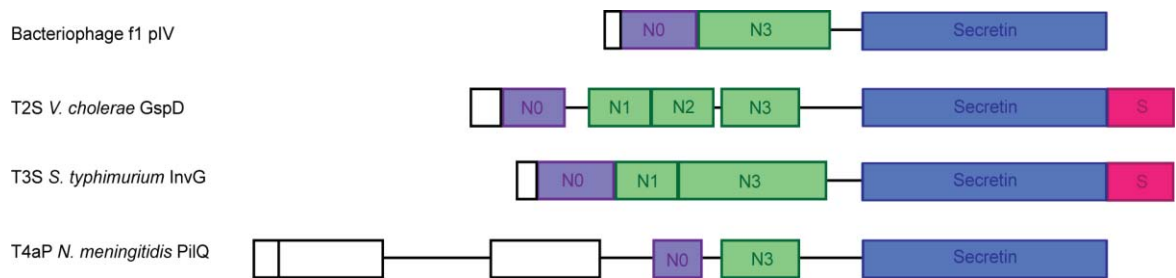 Bacteriophage f1 pIV N0 N3 Secretin
T2S V. cholerae GspD N0 N1 N2 N3 Secretin S
T3S S. typhimurium InvG N0 N1 N3 Secretin S
T4aP N. meningitidis PilQ N0 N3 Secretin